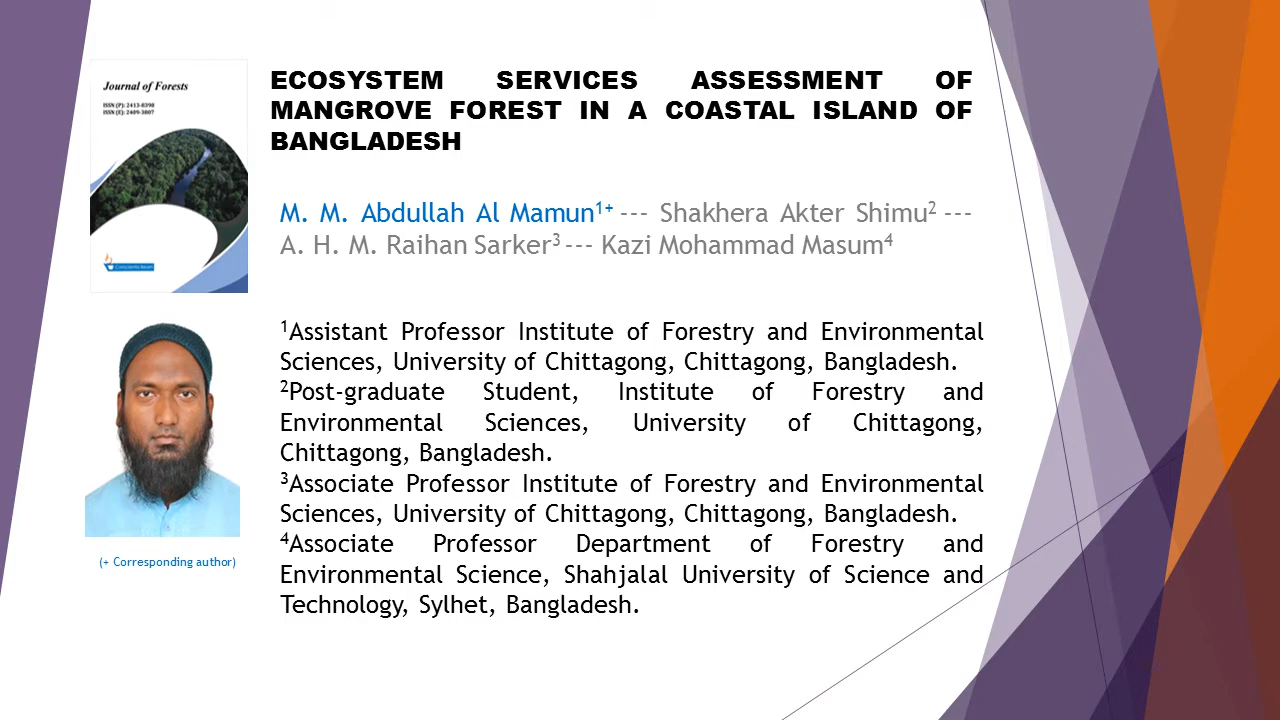 Journal of Forests
ISSN (P): 2413-8398
ISSN (E): 2409-3807
ECOSYSTEM SERVICES ASSESSMENT OF
MANGROVE FOREST IN A COASTAL ISLAND OF
BANGLADESH
M. M. Abdullah Al Mamun1+ --- Shakhera Akter Shimu2 ---
A. H. M. Raihan Sarker3 --- Kazi Mohammad Masum4
1Assistant Professor Institute of Forestry and Environmental
Sciences, University of Chittagong, Chittagong, Bangladesh.
2Post-graduate Student, Institute of Forestry and
Environmental Sciences, University of Chittagong,
Chittagong, Bangladesh.
3Associate Professor Institute of Forestry and Environmental
Sciences, University of Chittagong, Chittagong, Bangladesh.
4Associate Professor Department of Forestry and
Environmental Science, Shahjalal University of Science and
Technology, Sylhet, Bangladesh.
(+ Corresponding author)